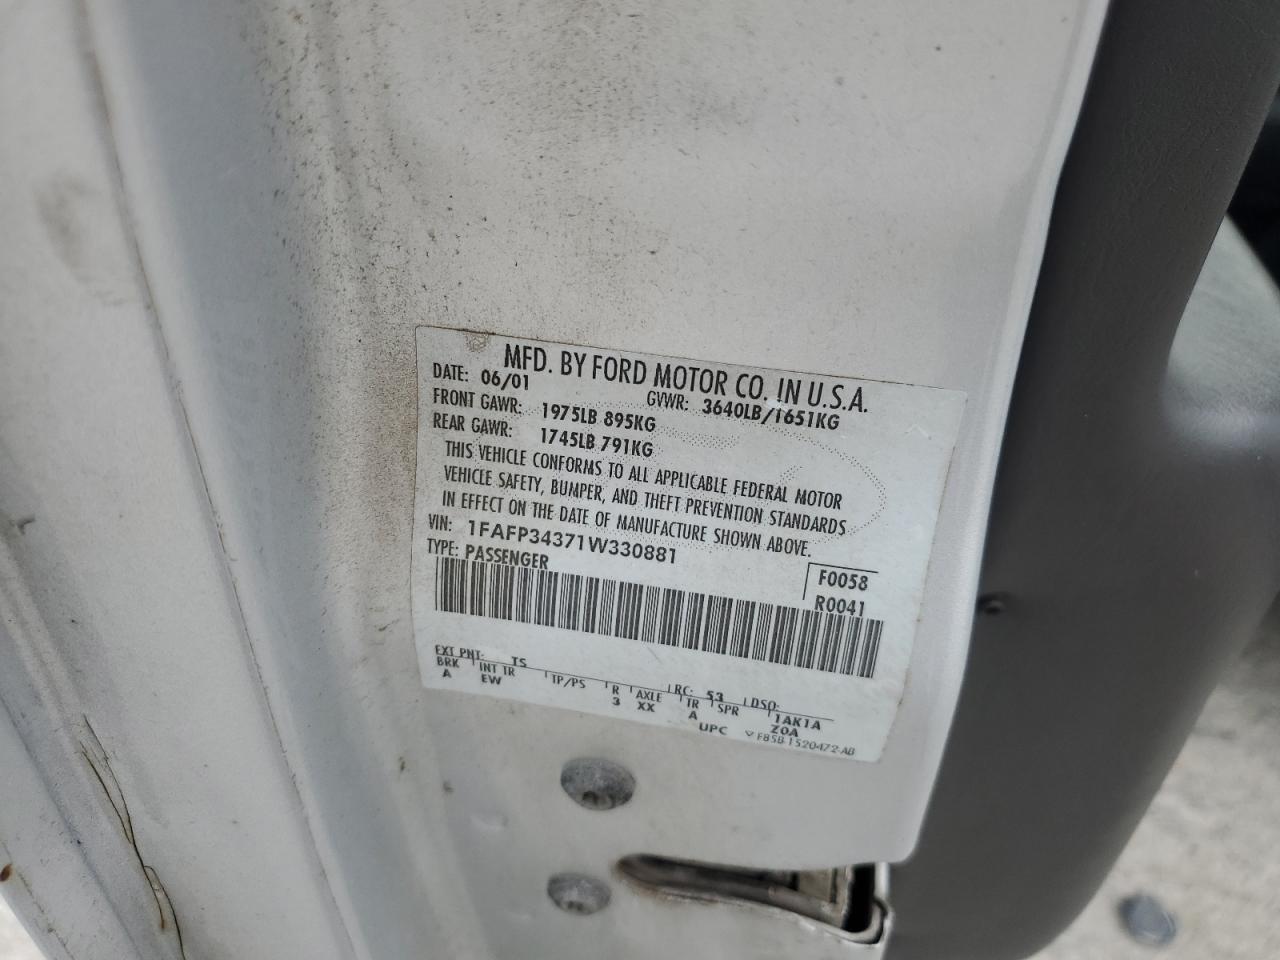 MFD. BY FORD MOTOR CO. IN U.S.A.
DATE: 06/01 GVWR: 3640LB/1651KG
FRONT GAWR: 1975LB 895KG
REAR GAWR: 1745LB 791KG
THIS VEHICLE CONFORMS TO ALL APPLICABLE FEDERAL MOTOR
VEHICLE SAFETY, BUMPER, AND THEFT PREVENTION STANDARDS
IN EFFECT ON THE DATE OF MANUFACTURE SHOWN ABOVE.
VIN: 1FAFP34371W330881
TYPE: PASSENGER
F0058
R0041
EXT PNT: TS RC: 53 DSO:
BRK INT TR TP/PS R AXLE TR SPR 1AK1A
A EW 3 XX A Z0A
UPC F85B-1520472-AB